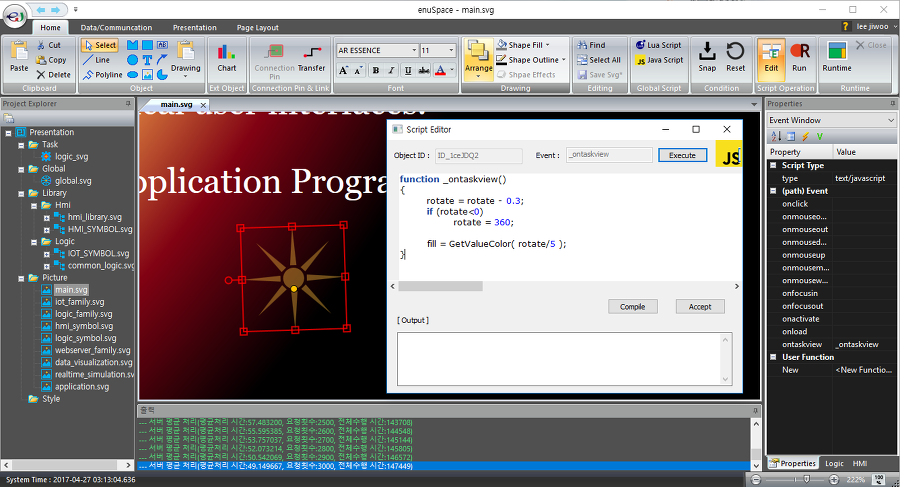 enuSpace - main.svg
Home
Data/Communcation
Presentation
Page Layout
lee jiwoo
Paste
Cut
Copy
Delete
Clipboard
Select
Line
Polyline
Drawing
Object
Chart
Ext Object
Connection Pin
Transfer
Connection Pin & Link
AR ESSENCE
11
Font
Arrange
Shape Fill
Shape Outline
Shpae Effects
Drawing
Find
Select All
Save Svg*
Editing
Lua Script
Java Script
Global Script
Snap
Reset
Condition
Edit
Run
Script Operation
Runtime
Close
Runtime
Project Explorer
Presentation
Task
logic_svg
Global
global.svg
Library
Hmi
hmi_library.svg
HMI_SYMBOL.svg
Logic
IOT_SYMBOL.svg
common_logic.svg
Picture
main.svg
iot_family.svg
logic_family.svg
hmi_symbol.svg
logic_symbol.svg
webserver_family.svg
data_visualization.svg
realtime_simulation.svg
application.svg
Style
main.svg
user interfaces.
pplication Progra
Script Editor
Object ID :
ID_1ceJDQ2
Event :
_ontaskview
Execute
JS
function _ontaskview()
{
rotate = rotate - 0.3;
if (rotate<0)
rotate = 360;
fill = GetValueColor( rotate/5 );
}
Compile
Accept
[ Output ]
Properties
Event Window
Property
Value
Script Type
type
text/javascript
(path) Event
onclick
onmouseo...
onmouseout
onmoused...
onmouseup
onmousem...
onmousew...
onfocusin
onfocusout
onactivate
onload
ontaskview
_ontaskview
User Function
New
<New Functio...
Properties
Logic
HMI
출력
--- 서버 평균 처리(평균처리 시간:57.483200, 요청횟수:2500, 전체수행 시간:143708)
--- 서버 평균 처리(평균처리 시간:55.595385, 요청횟수:2600, 전체수행 시간:144548)
--- 서버 평균 처리(평균처리 시간:53.757037, 요청횟수:2700, 전체수행 시간:145144)
--- 서버 평균 처리(평균처리 시간:52.073214, 요청횟수:2800, 전체수행 시간:145805)
--- 서버 평균 처리(평균처리 시간:50.542069, 요청횟수:2900, 전체수행 시간:146572)
--- 서버 평균 처리(평균처리 시간:49.149667, 요청횟수:3000, 전체수행 시간:147449)
System Time : 2017-04-27 03:13:04.636
222%
100